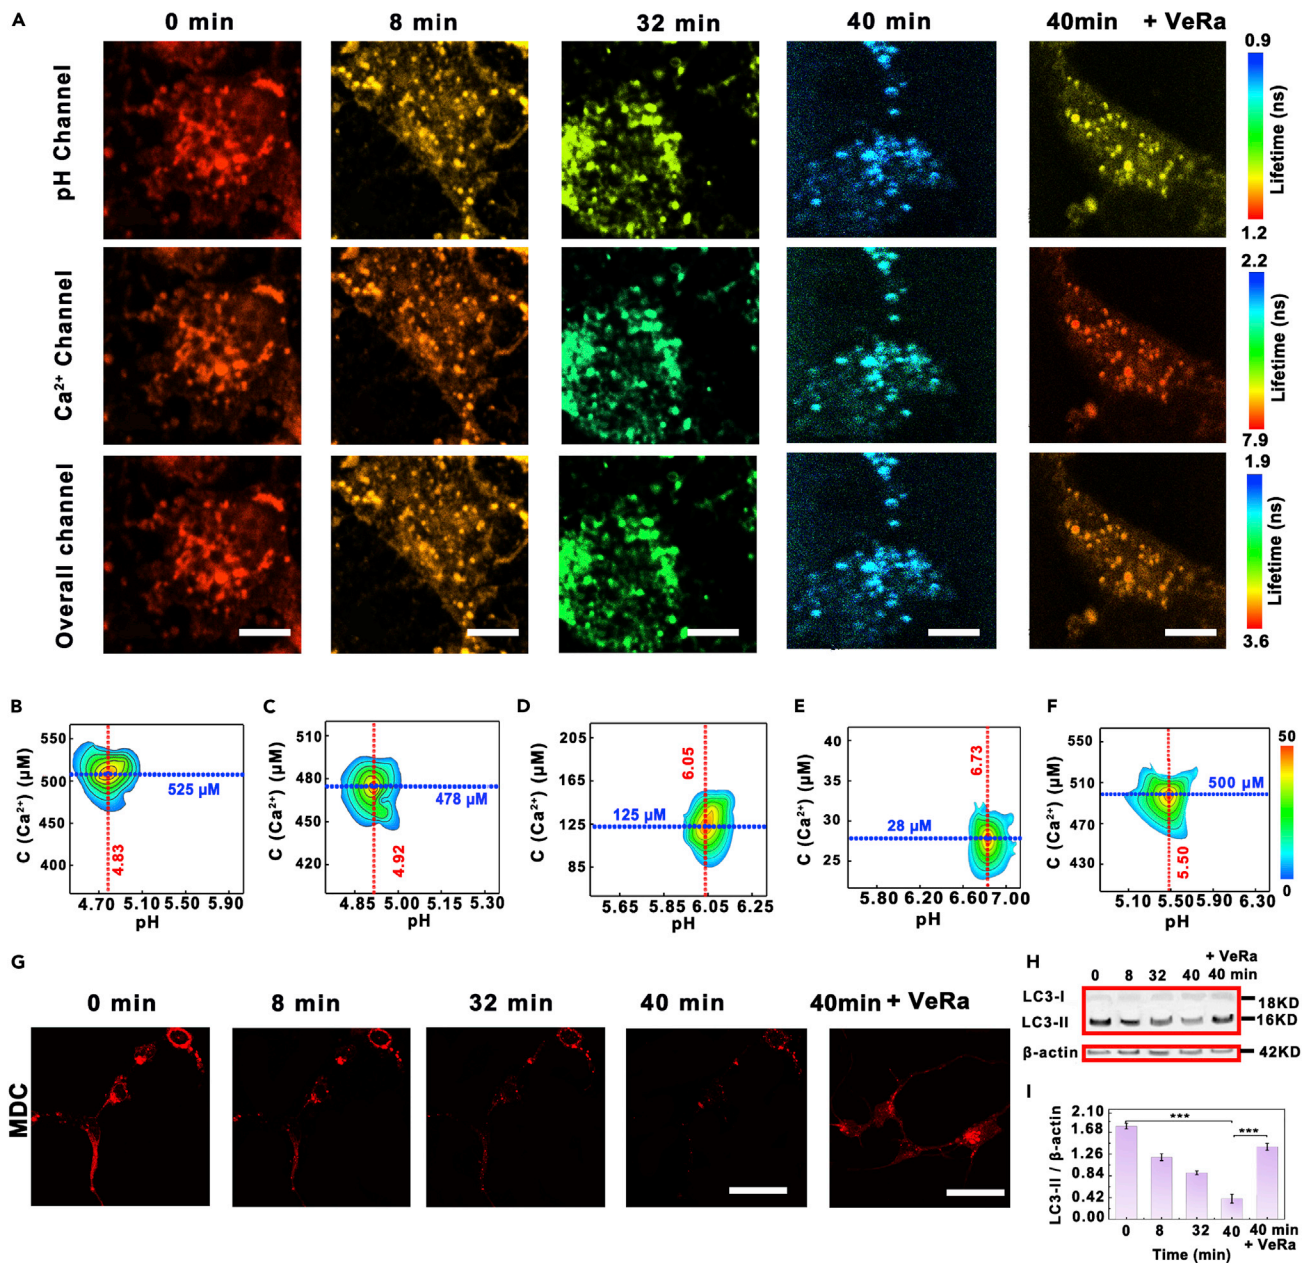 A
0 min
8 min
32 min
40 min
40min + VeRa
pH Channel
0.9
Lifetime (ns)
1.2
Ca²⁺ Channel
2.2
Lifetime (ns)
7.9
Overall channel
1.9
Lifetime (ns)
3.6
B
C (Ca²⁺) (μM)
550
500
450
400
525 μM
4.83
4.70 5.10 5.50 5.90
pH
C
C (Ca²⁺) (μM)
510
480
450
420
478 μM
4.92
4.85 5.00 5.15 5.30
pH
D
C (Ca²⁺) (μM)
205
165
125
85
125 μM
6.05
5.65 5.85 6.05 6.25
pH
E
C (Ca²⁺) (μM)
40
35
30
25
28 μM
6.73
5.80 6.20 6.60 7.00
pH
F
C (Ca²⁺) (μM)
550
510
470
430
500 μM
5.50
5.10 5.50 5.90 6.30
pH
50
0
G
0 min
8 min
32 min
40 min
40min + VeRa
MDC
H
+ VeRa
0 8 32 40 40 min
LC3-I
18KD
LC3-II
16KD
β-actin
42KD
I
LC3-II / β-actin
2.10
1.68
1.26
0.84
0.42
0.00
***
***
0 8 32 40 40 min
+ VeRa
Time (min)